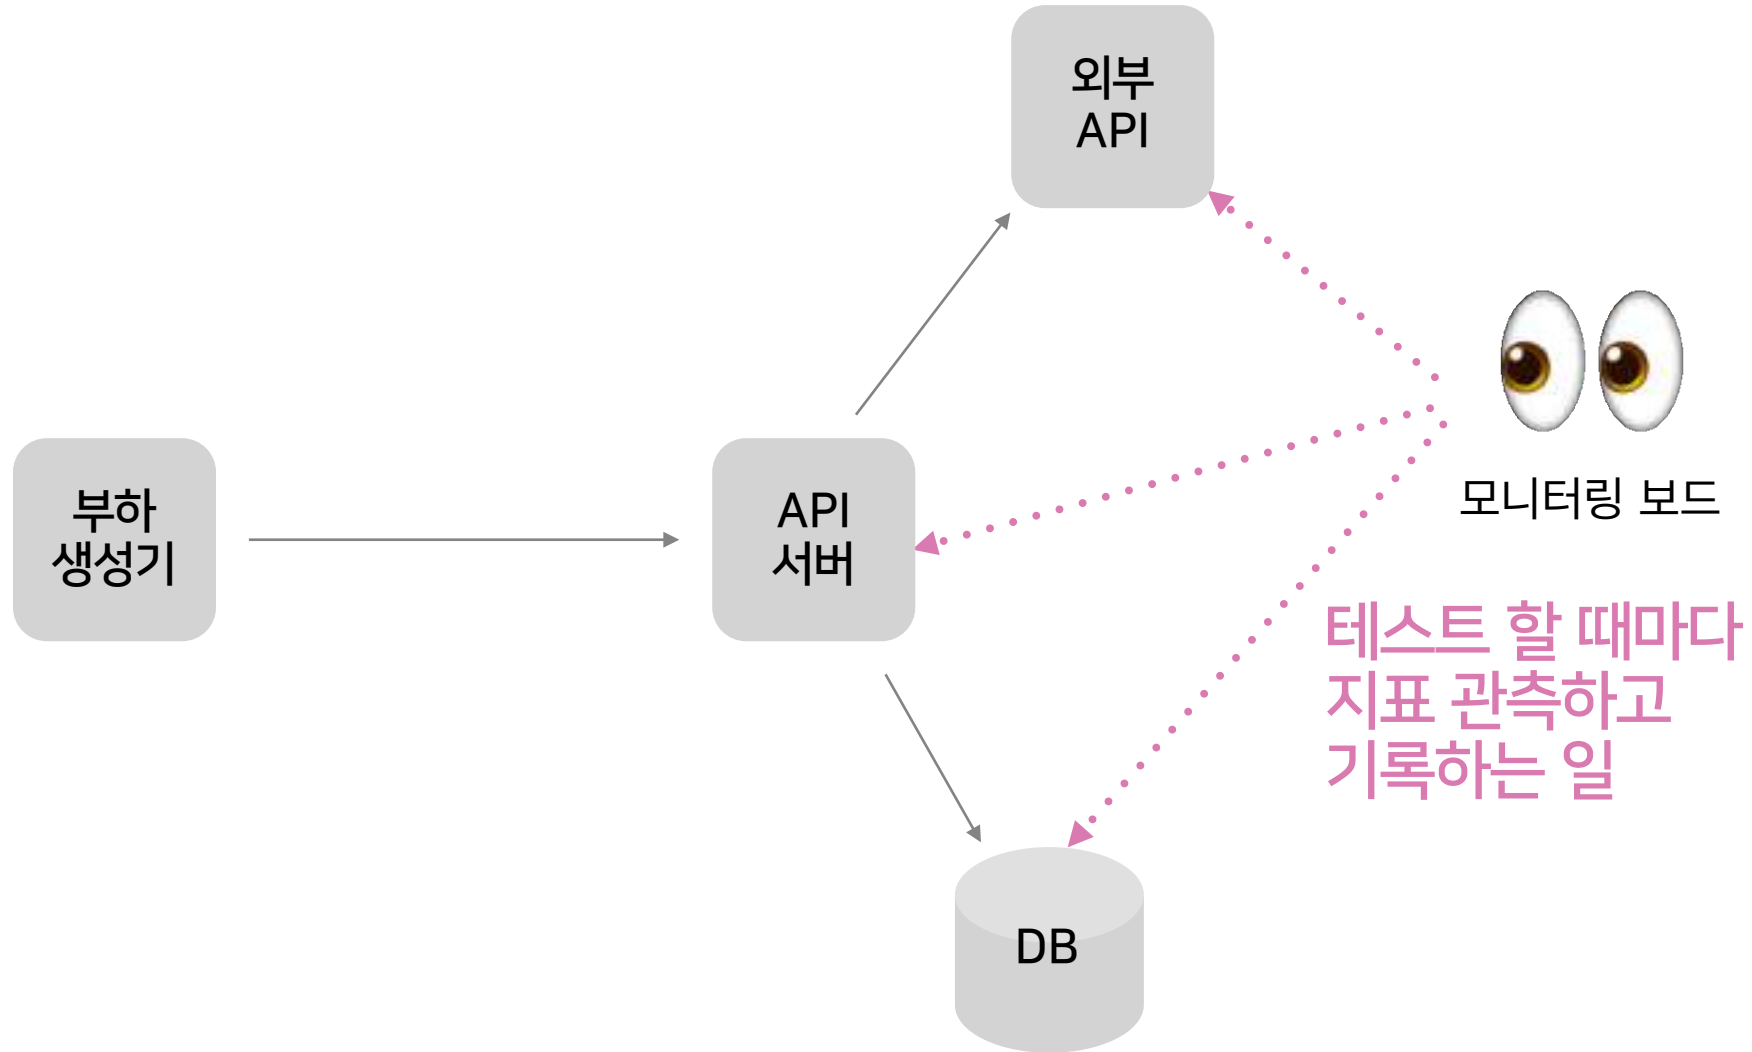 외부
API
부하
생성기
API
서버
모니터링 보드
테스트 할 때마다
지표 관측하고
기록하는 일
DB